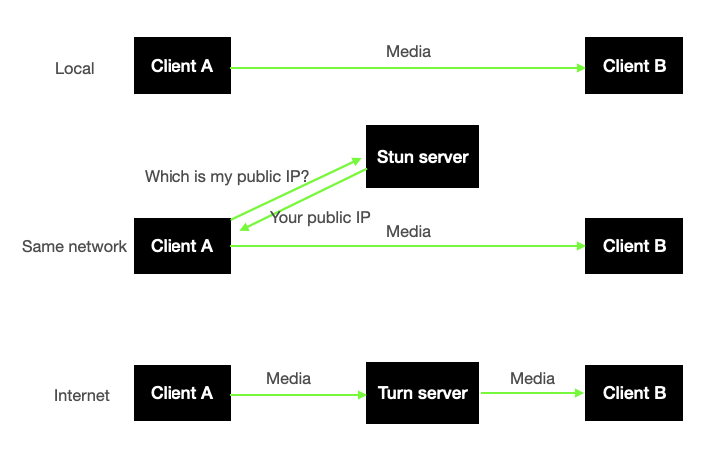 Media
Local
Client A
Client B
Stun server
Which is my public IP?
Your public IP
Media
Same network
Client A
Client B
Media
Media
Internet
Client A
Turn server
Client B